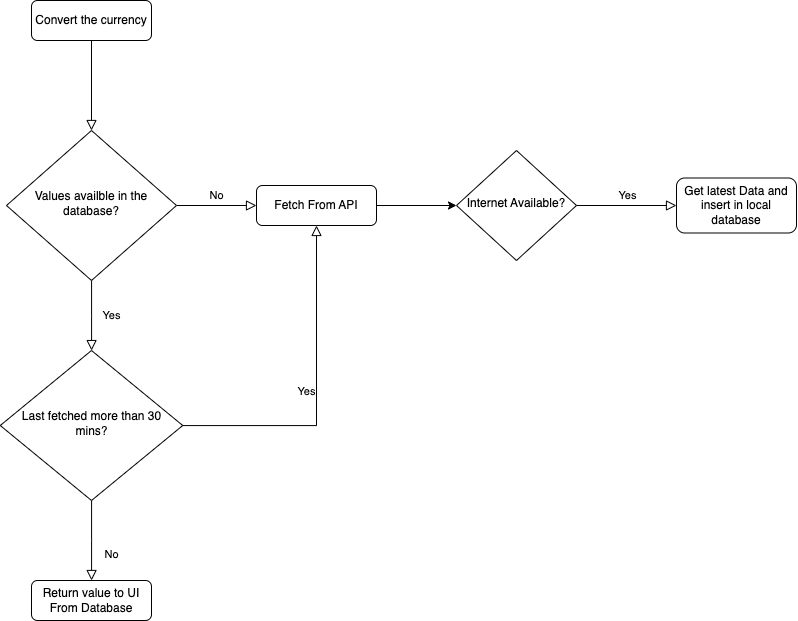 Convert the currency
Values availble in the
database?
No
Fetch From API
Internet Available?
Yes
Get latest Data and
insert in local
database
Yes
Last fetched more than 30
mins?
Yes
No
Return value to UI
From Database